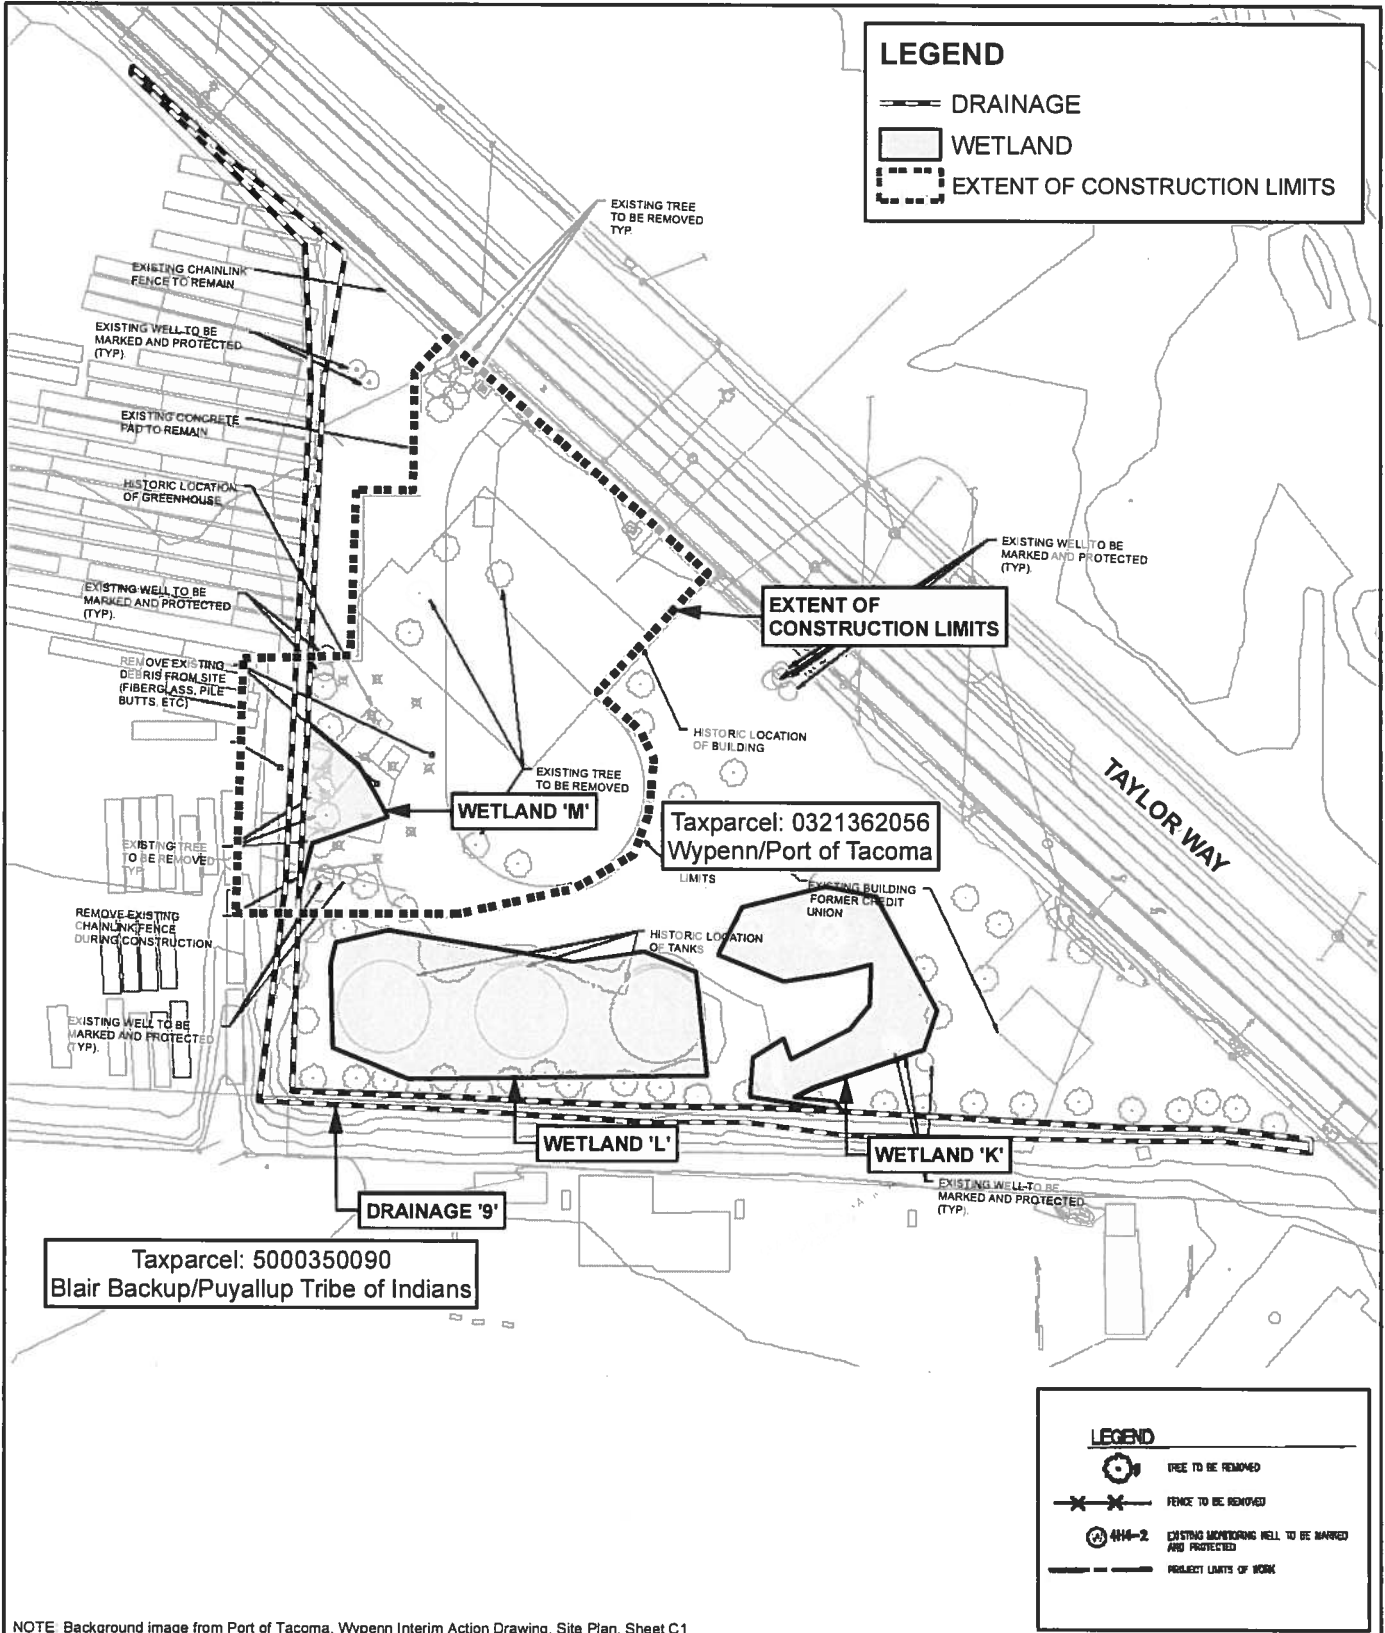 LEGEND
DRAINAGE
WETLAND
EXTENT OF CONSTRUCTION LIMITS
EXISTING TREE
TO BE REMOVED
TYP.
EXISTING CHAINLINK
FENCE TO REMAIN
EXISTING WELL TO BE
MARKED AND PROTECTED
(TYP).
EXISTING CONCRETE
PAD TO REMAIN
HISTORIC LOCATION
OF GREENHOUSE
EXISTING WELL TO BE
MARKED AND PROTECTED
(TYP).
EXISTING WELL TO BE
MARKED AND PROTECTED
(TYP).
EXTENT OF
CONSTRUCTION LIMITS
REMOVE EXISTING
DEBRIS FROM SITE
(FIBERGLASS, PILE
BUTTS, ETC)
HISTORIC LOCATION
OF BUILDING
EXISTING TREE
TO BE REMOVED
TAYLOR WAY
WETLAND 'M'
Taxparcel: 0321362056
Wypenn/Port of Tacoma
LIMITS
EXISTING TREE
TO BE REMOVED
TYP.
EXISTING BUILDING
FORMER CREDIT
UNION
REMOVE EXISTING
CHAINLINK FENCE
DURING CONSTRUCTION
HISTORIC LOCATION
OF TANKS
EXISTING WELL TO BE
MARKED AND PROTECTED
(TYP).
WETLAND 'L'
WETLAND 'K'
EXISTING WELL TO BE
MARKED AND PROTECTED
(TYP).
DRAINAGE '9'
Taxparcel: 5000350090
Blair Backup/Puyallup Tribe of Indians
LEGEND
TREE TO BE REMOVED
FENCE TO BE REMOVED
4H4-2 EXISTING MONITORING WELL TO BE MARKED
AND PROTECTED
PROJECT LIMITS OF WORK
NOTE: Background image from Port of Tacoma, Wypenn Interim Action Drawing, Site Plan, Sheet C1